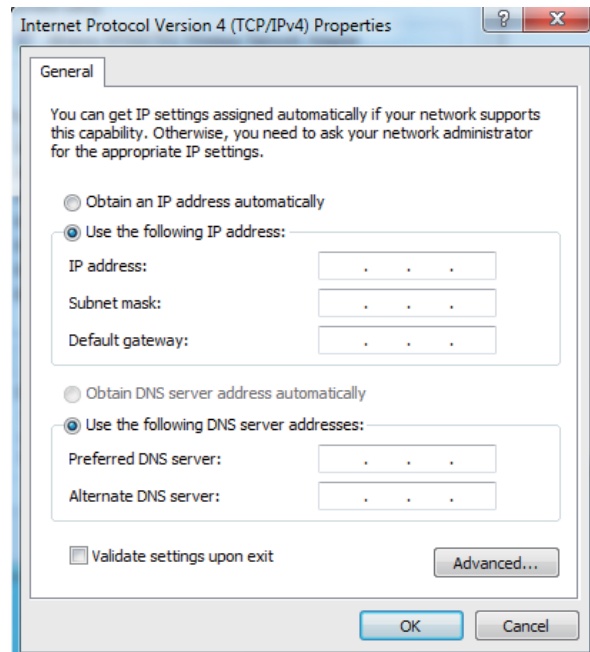 Internet Protocol Version 4 (TCP/IPv4) Properties
General
You can get IP settings assigned automatically if your network supports
this capability. Otherwise, you need to ask your network administrator
for the appropriate IP settings.
Obtain an IP address automatically
Use the following IP address:
IP address: . . .
Subnet mask: . . .
Default gateway: . . .
Obtain DNS server address automatically
Use the following DNS server addresses:
Preferred DNS server: . . .
Alternate DNS server: . . .
Validate settings upon exit
Advanced...
OK Cancel